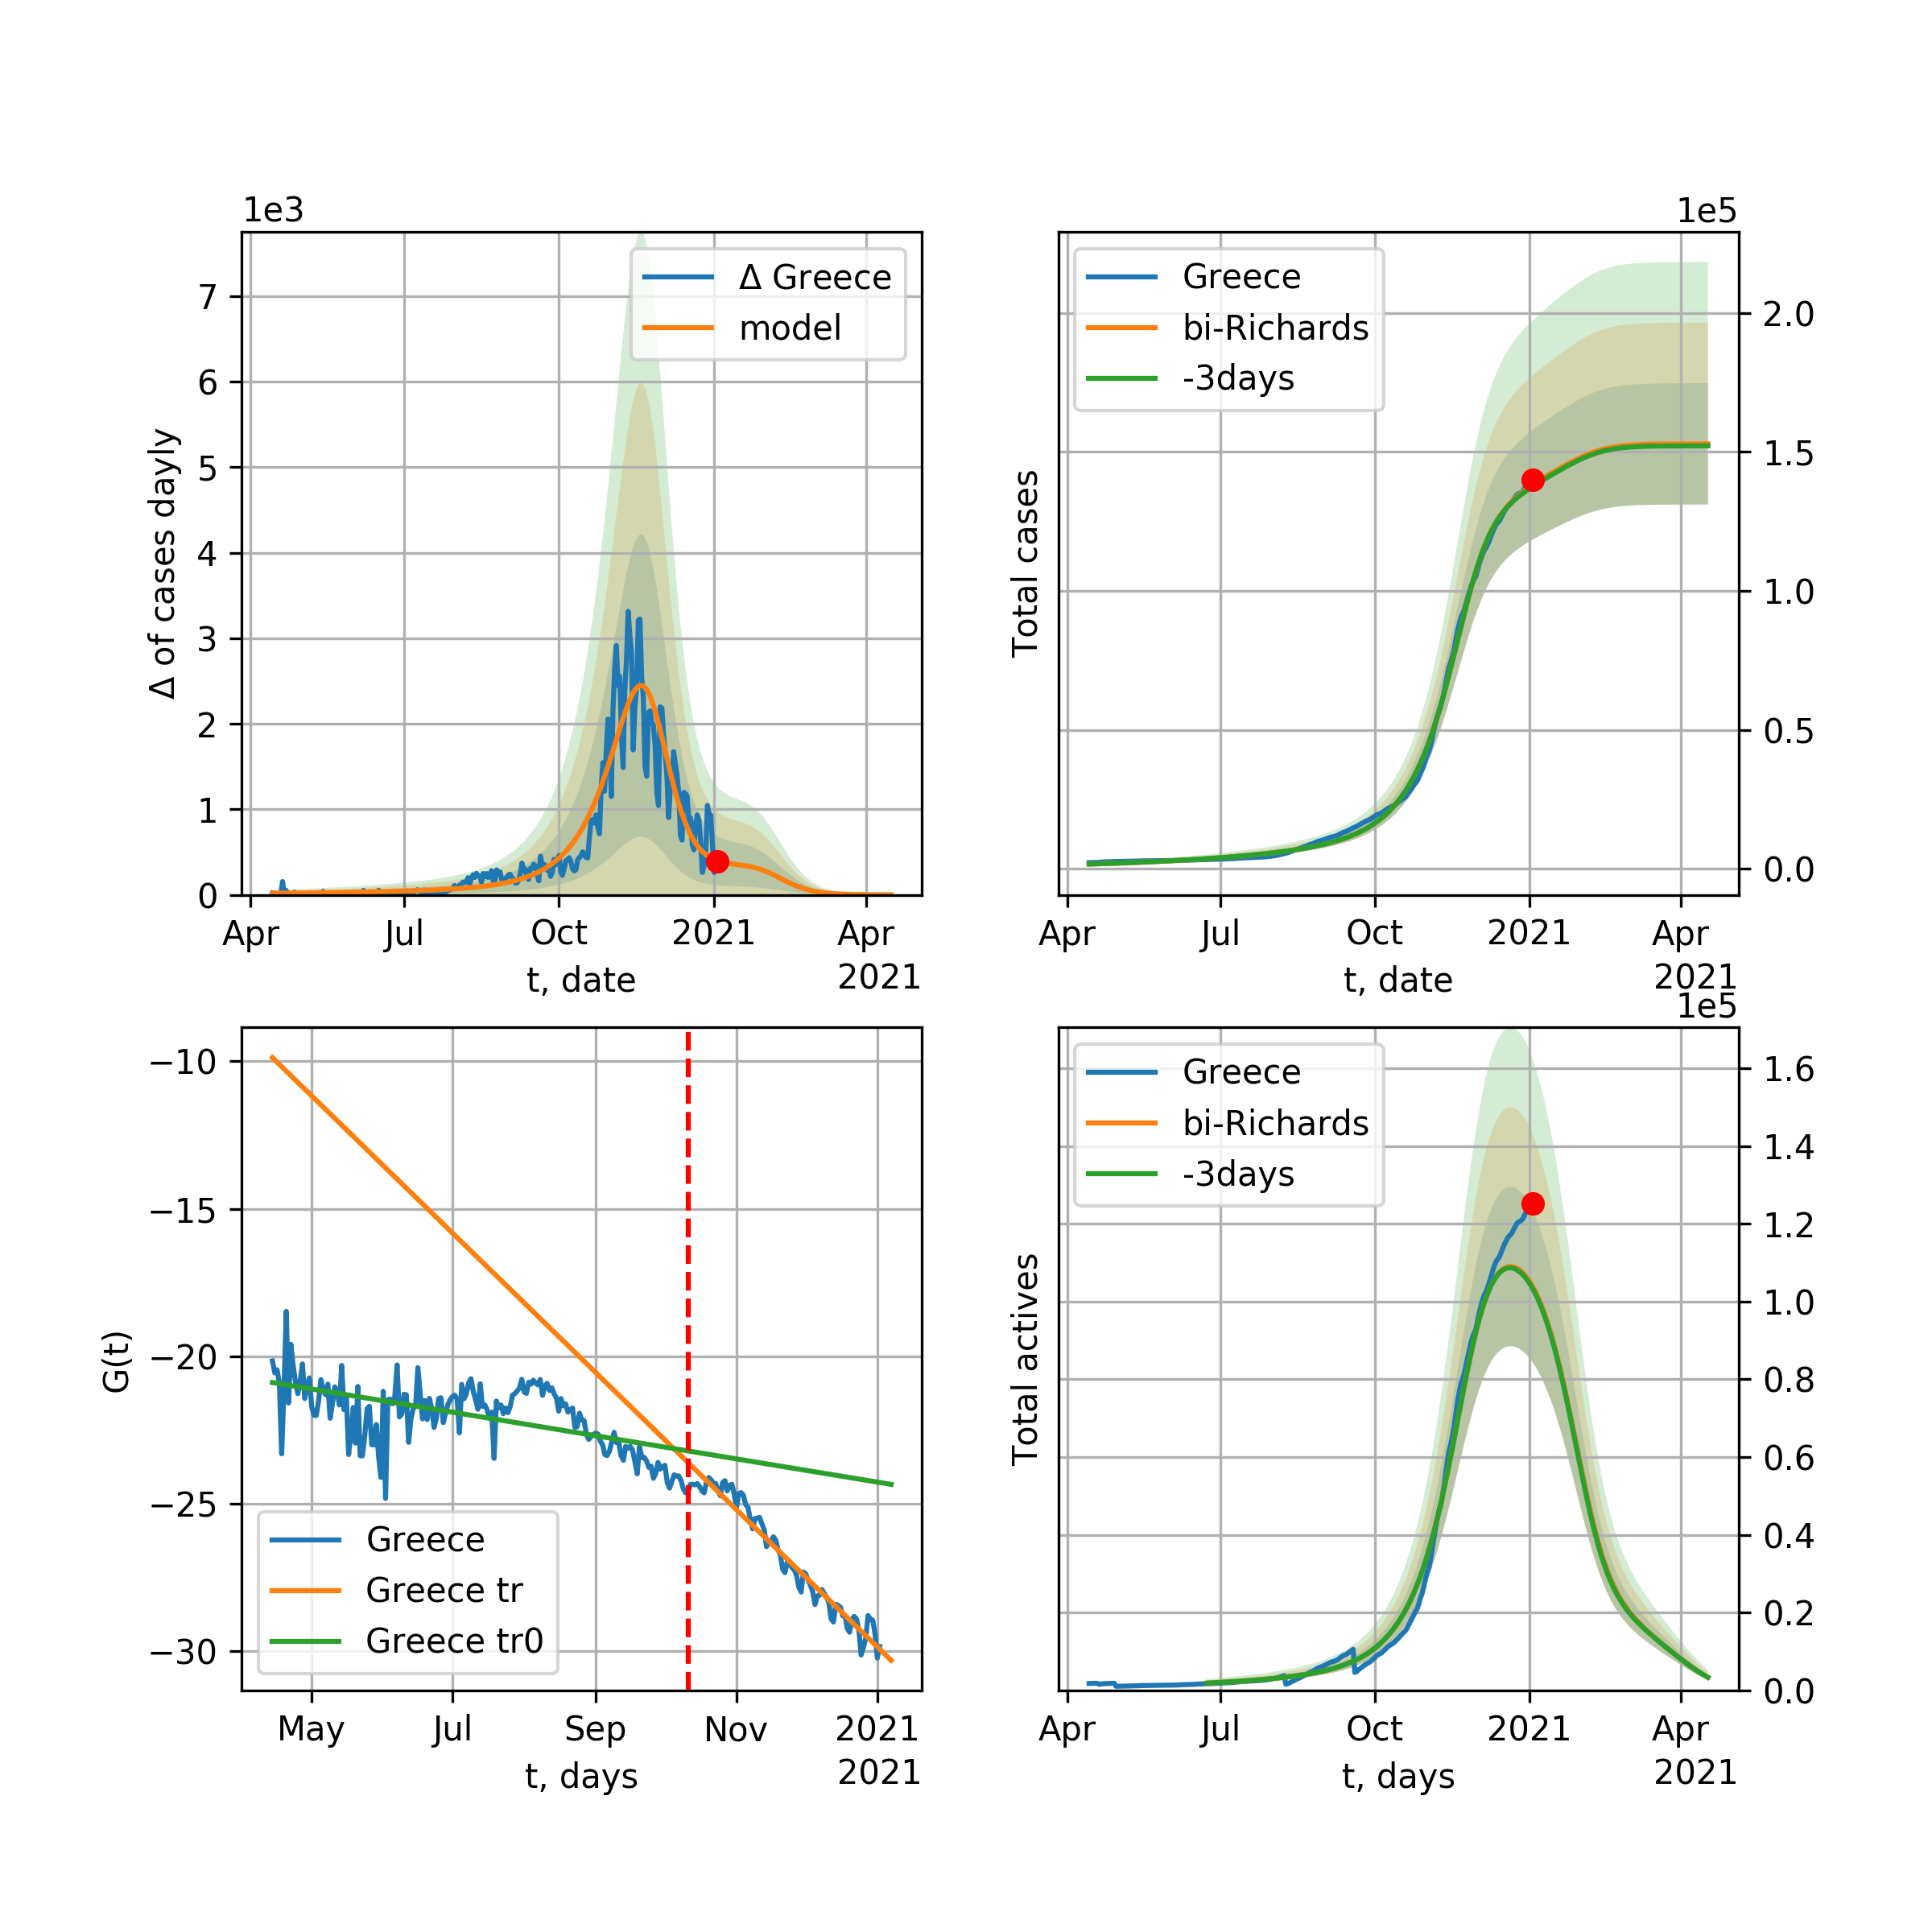 1e3
Δ of cases dayly
7
6
5
4
3
2
1
0
Δ Greece
model
Apr
Jul
Oct
2021
Apr
t, date
2021
1e5
Total cases
Greece
bi-Richards
-3days
2.0
1.5
1.0
0.5
0.0
Apr
Jul
Oct
2021
Apr
t, date
2021
G(t)
−10
−15
−20
−25
−30
Greece
Greece tr
Greece tr0
May
Jul
Sep
Nov
2021
t, days
2021
1e5
Total actives
Greece
bi-Richards
-3days
1.6
1.4
1.2
1.0
0.8
0.6
0.4
0.2
0.0
Apr
Jul
Oct
2021
Apr
t, days
2021